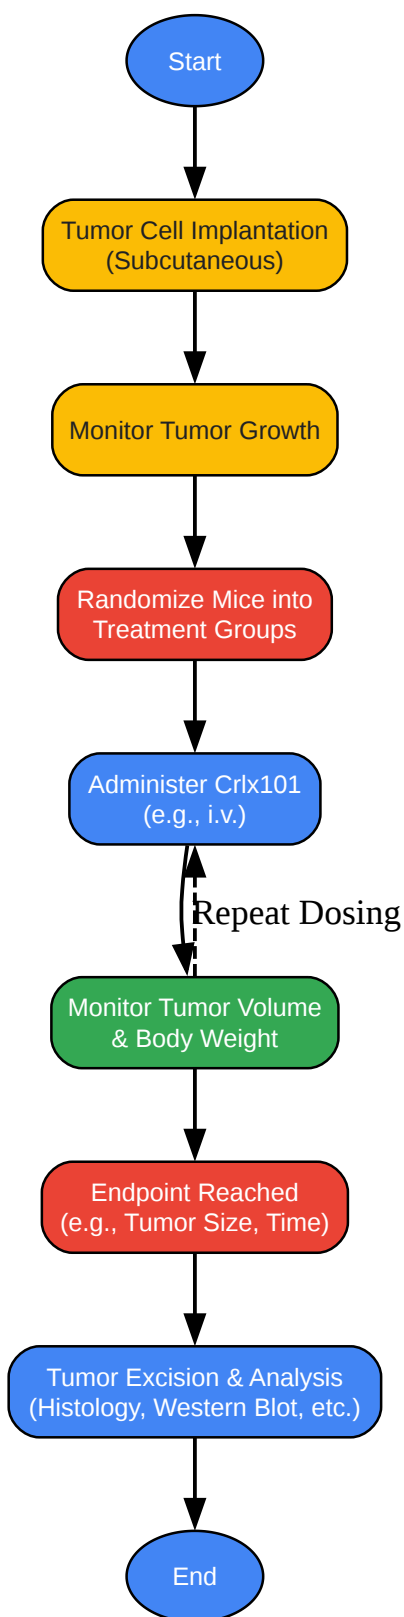 Start
Tumor Cell Implantation
(Subcutaneous)
Monitor Tumor Growth
Randomize Mice into
Treatment Groups
Administer Crlx101
(e.g., i.v.)
Repeat Dosing
Monitor Tumor Volume
& Body Weight
Endpoint Reached
(e.g., Tumor Size, Time)
Tumor Excision & Analysis
(Histology, Western Blot, etc.)
End